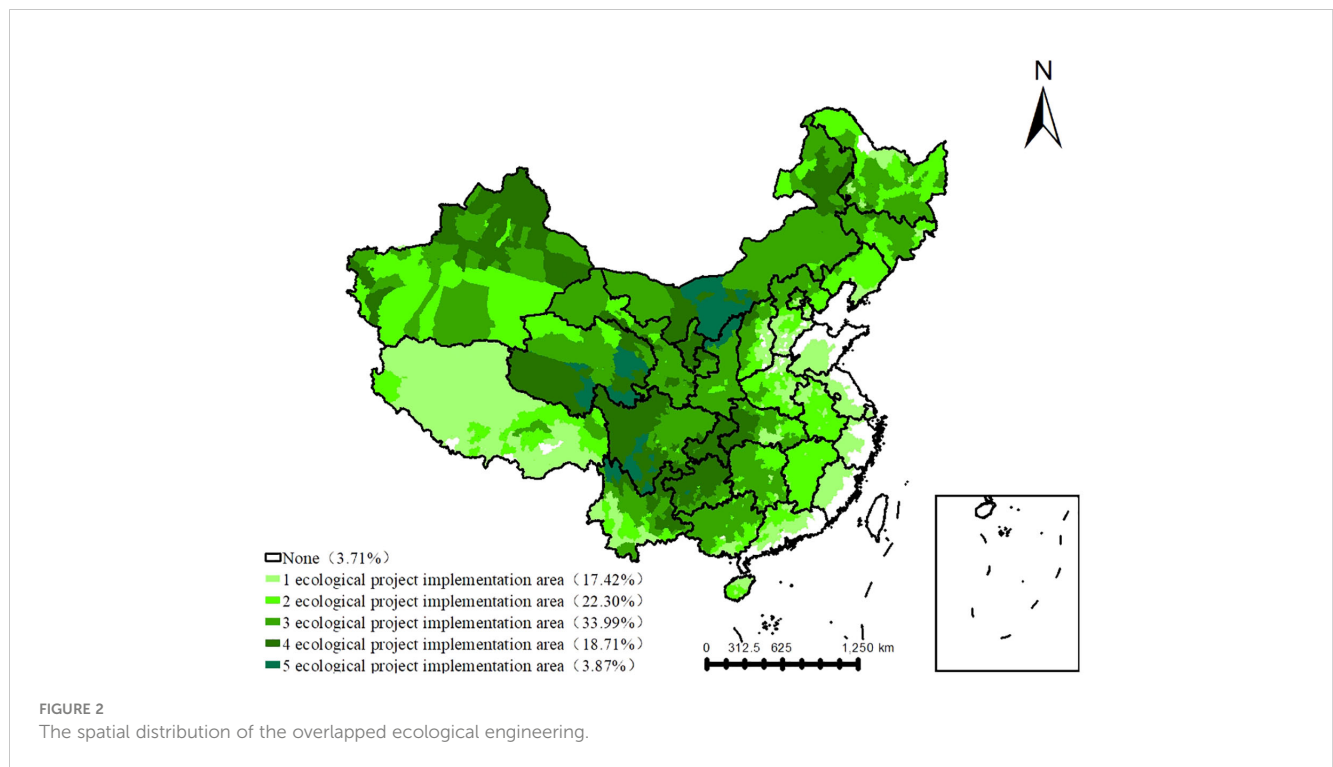 N
None（3.71%）
1 ecological project implementation area（17.42%）
2 ecological project implementation area（22.30%）
3 ecological project implementation area（33.99%）
4 ecological project implementation area（18.71%）
5 ecological project implementation area（3.87%）
0 312.5 625 1,250 km
FIGURE 2
The spatial distribution of the overlapped ecological engineering.